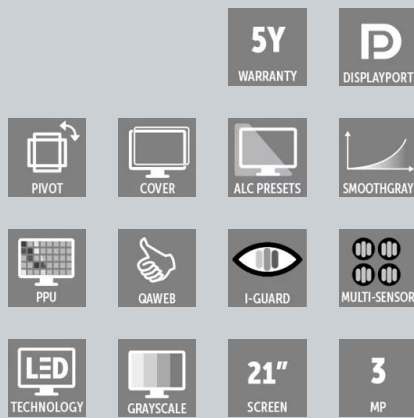 5Y
WARRANTY
DISPLAYPORT
PIVOT
COVER
ALC PRESETS
SMOOTHGRAY
PPU
QAWEB
I-GUARD
MULTI-SENSOR
LED
TECHNOLOGY
GRAYSCALE
21"
SCREEN
3
MP